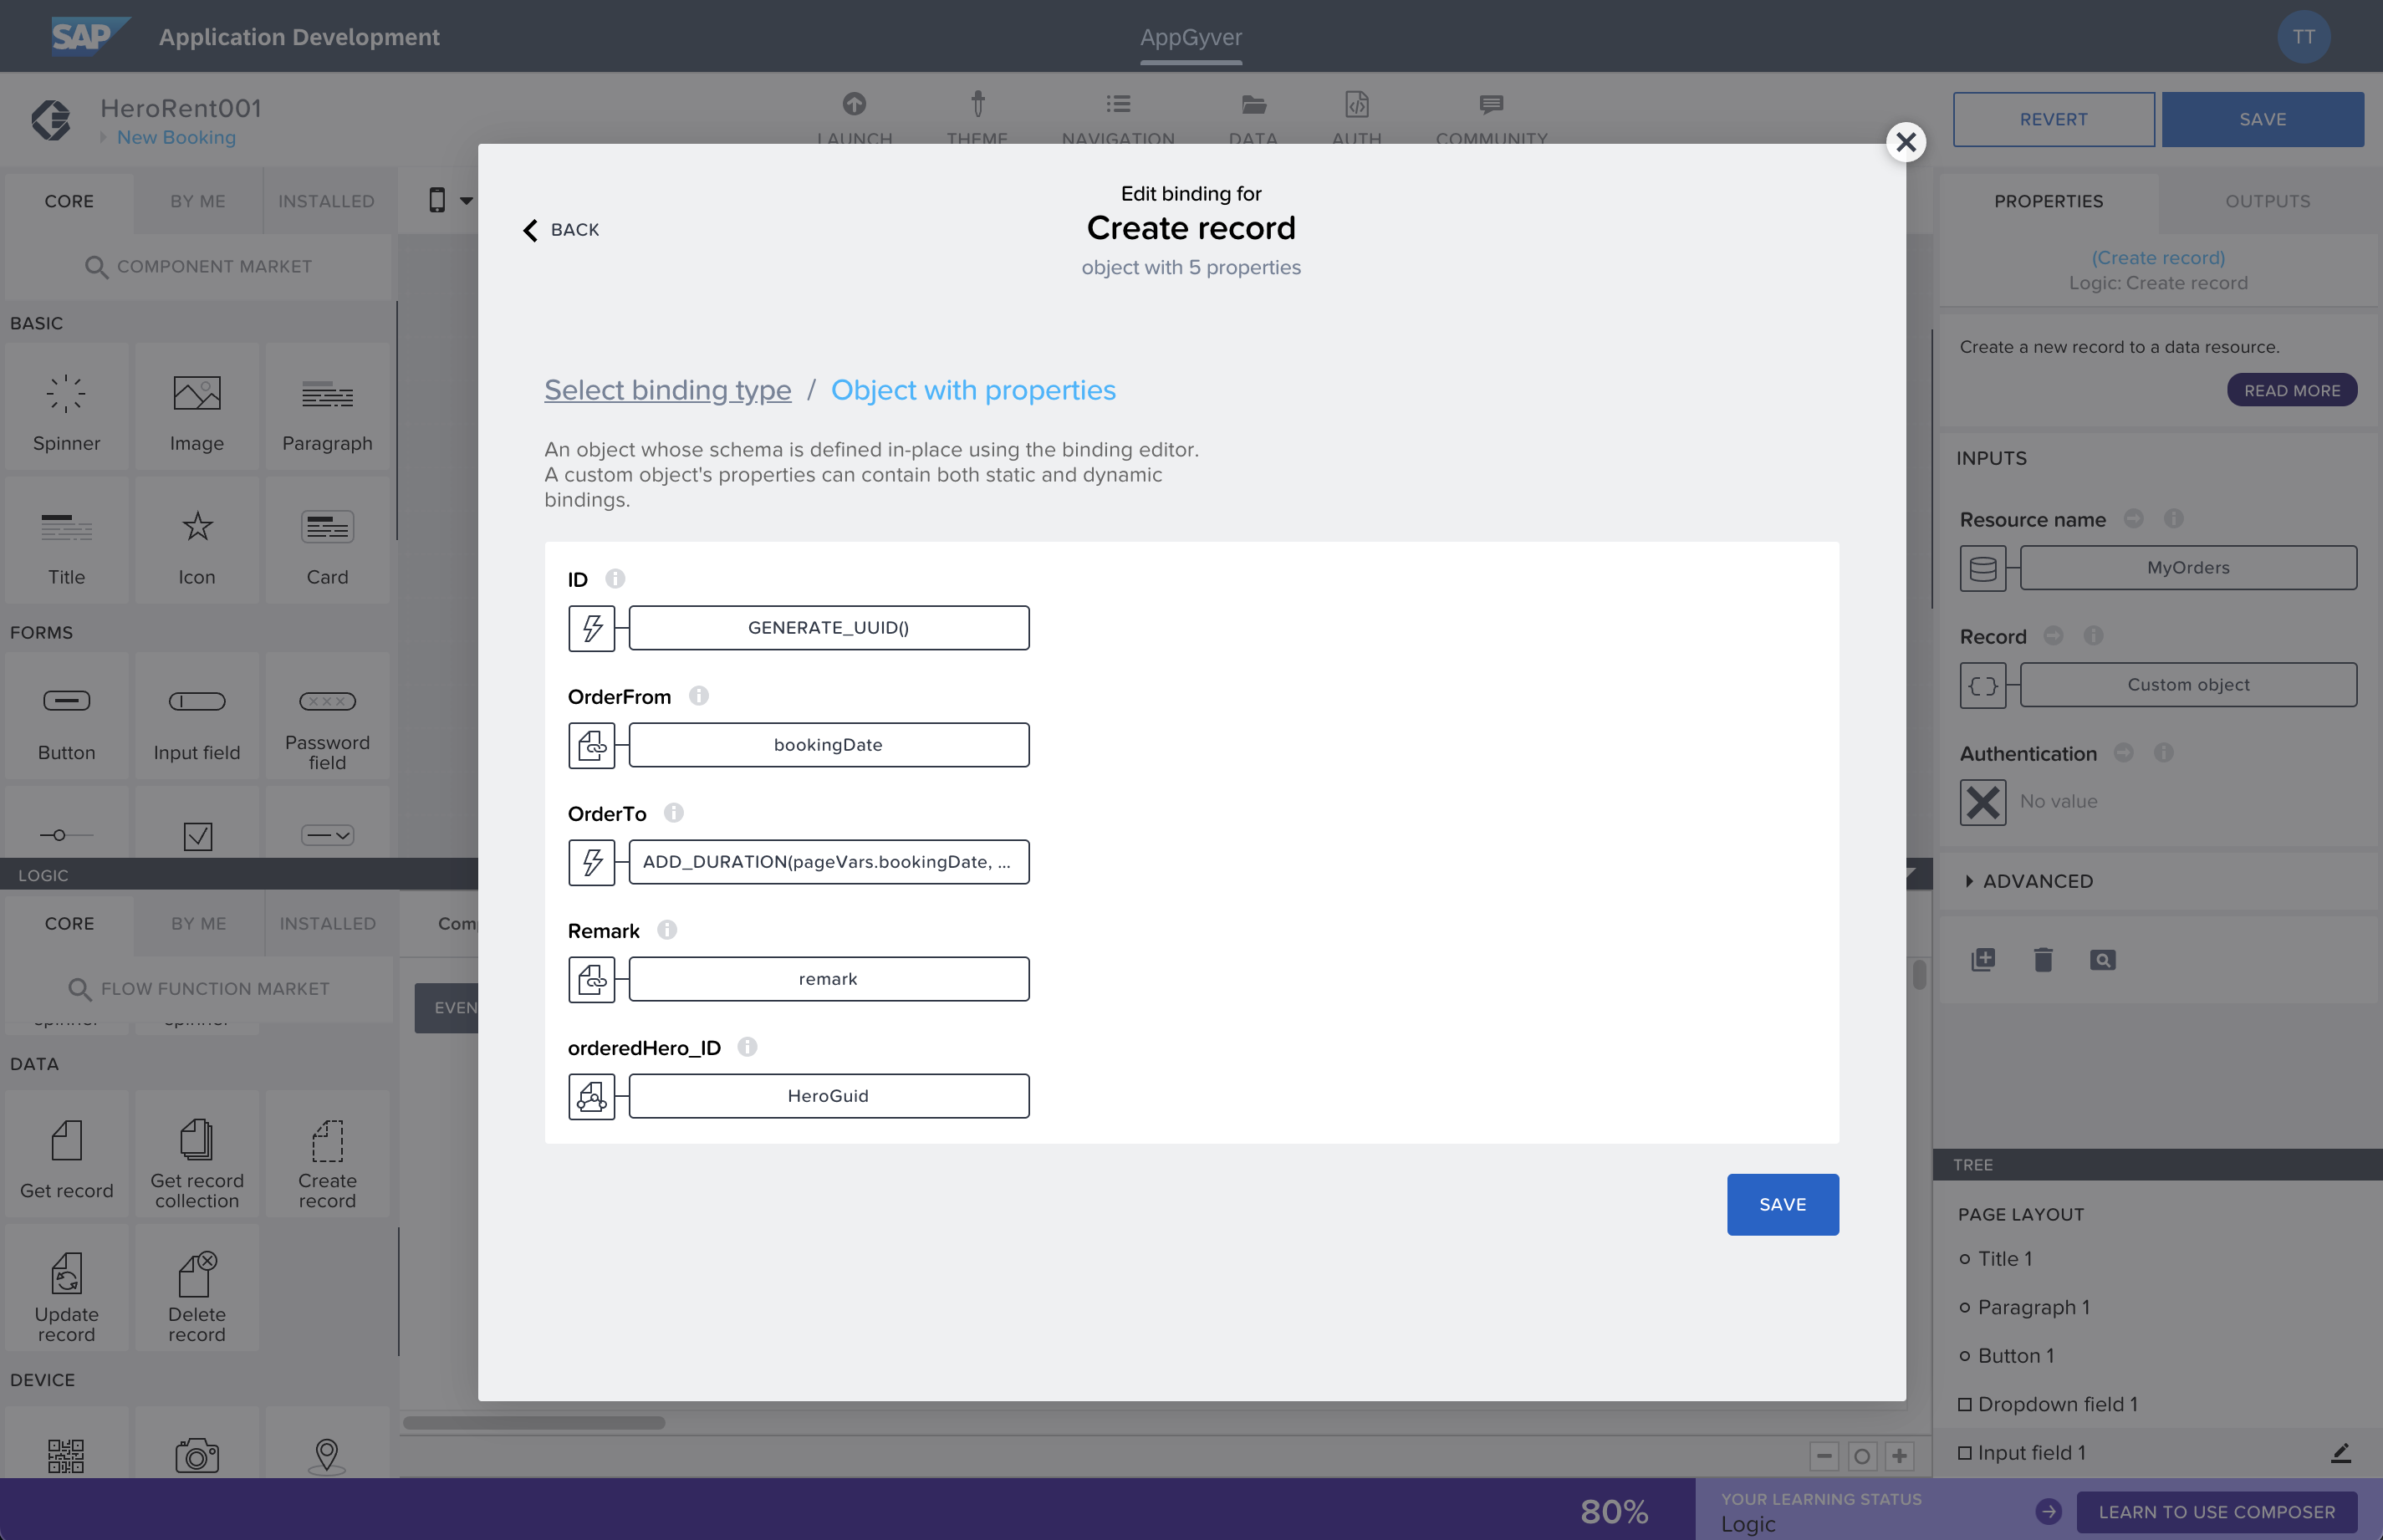 SAP
Application Development
AppGyver
TT
HeroRent001
New Booking
LAUNCH
THEME
NAVIGATION
DATA
AUTH
COMMUNITY
REVERT
SAVE
CORE
BY ME
INSTALLED
COMPONENT MARKET
BASIC
Spinner
Image
Paragraph
Title
Icon
Card
FORMS
Button
Input field
Password
field
LOGIC
CORE
BY ME
INSTALLED
FLOW FUNCTION MARKET
spinner
spinner
DATA
Get record
Get record
collection
Create
record
Update
record
Delete
record
DEVICE
Edit binding for
BACK
Create record
object with 5 properties
Select binding type / Object with properties
An object whose schema is defined in-place using the binding editor.
A custom object's properties can contain both static and dynamic
bindings.
ID
GENERATE_UUID()
OrderFrom
bookingDate
OrderTo
ADD_DURATION(pageVars.bookingDate, ...
Remark
remark
orderedHero_ID
HeroGuid
SAVE
PROPERTIES
OUTPUTS
(Create record)
Logic: Create record
Create a new record to a data resource.
READ MORE
INPUTS
Resource name
MyOrders
Record
Custom object
Authentication
No value
ADVANCED
TREE
PAGE LAYOUT
Title 1
Paragraph 1
Button 1
Dropdown field 1
Input field 1
80%
YOUR LEARNING STATUS
Logic
LEARN TO USE COMPOSER